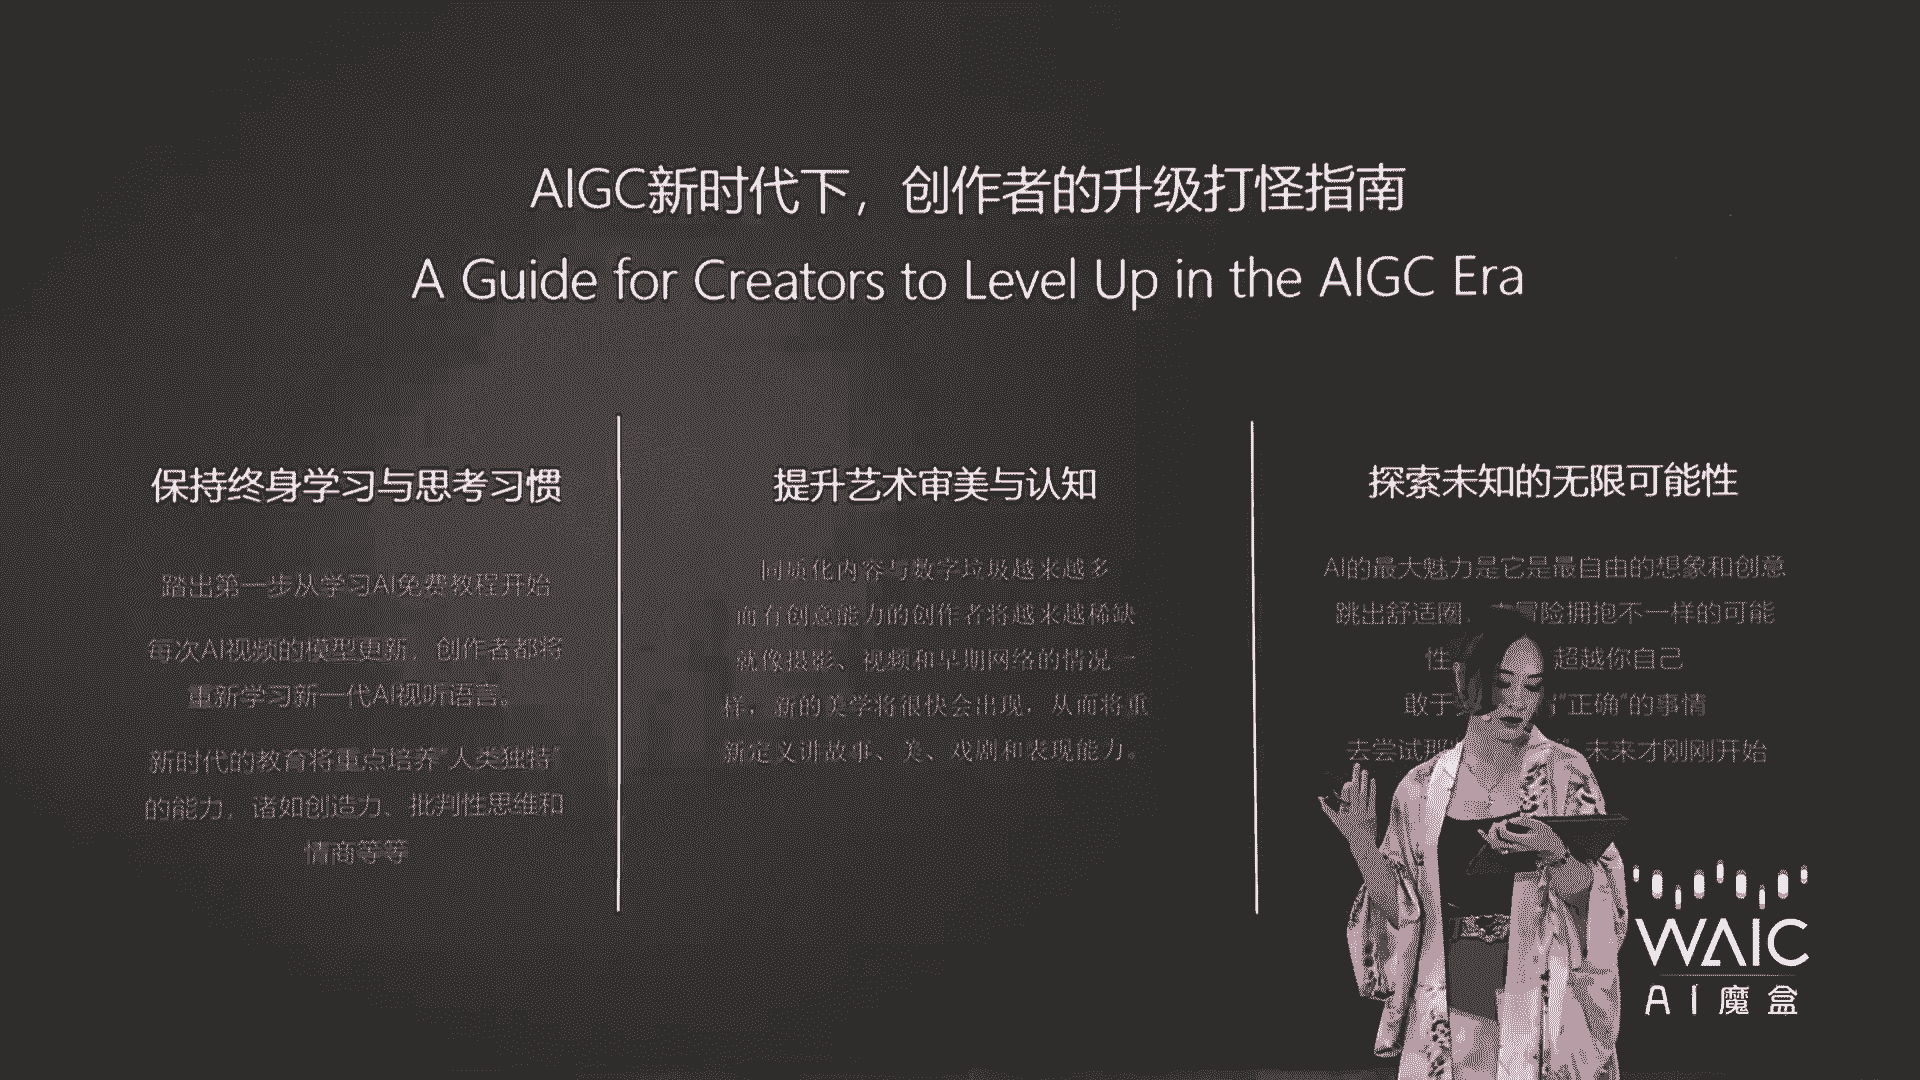 AIGC新时代下，创作者的升级打怪指南
A Guide for Creators to Level Up in the AIGC Era
保持终身学习与思考习惯
踏出第一步从学习AI免费教程开始
每次AI视频的模型更新，创作者都将
重新学习新一代AI视听语言。
新时代的教育将重点培养"人类独特"
的能力，诸如创造力、批判性思维和
情商等等
提升艺术审美与认知
同质化内容与数字垃圾越来越多
而有创意能力的创作者将越来越稀缺
就像摄影、视频和早期网络的情况一
样，新的美学将很快会出现，从而将重
新定义讲故事、美、戏剧和表现能力。
探索未知的无限可能性
AI的最大魅力是它是最自由的想象和创意
跳出舒适圈，冒险拥抱不一样的可能
性 超越你自己
敢于 "正确"的事情
去尝试那 未来才刚刚开始
WAIC
AI魔盒